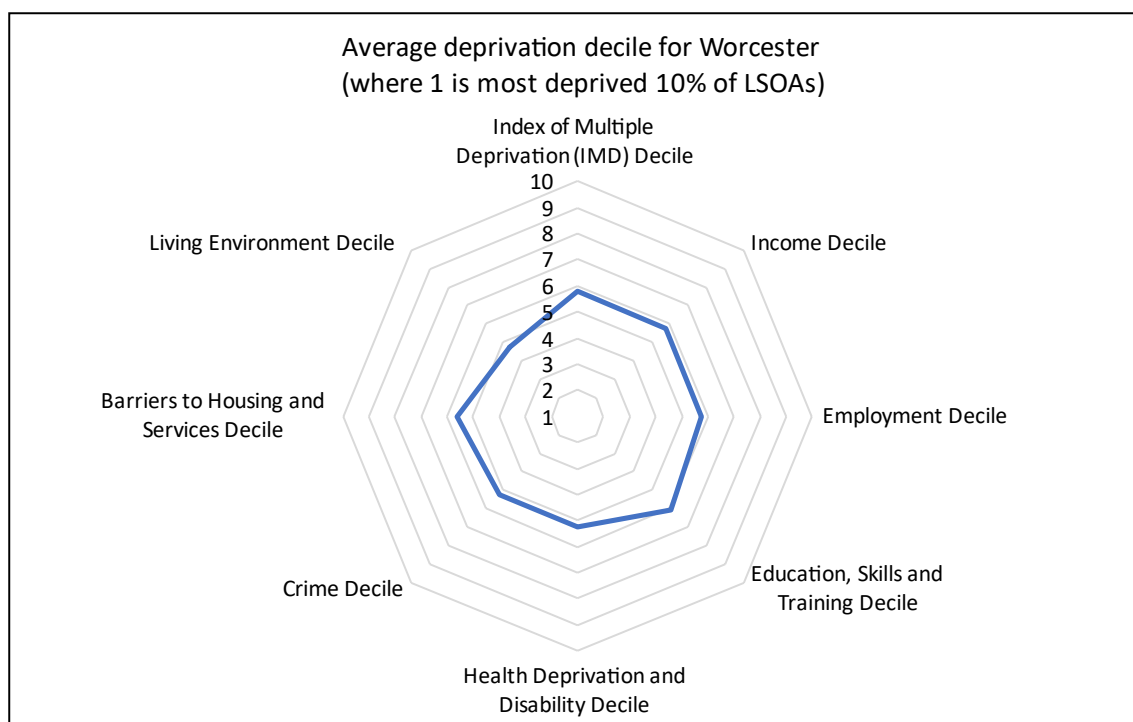 Average deprivation decile for Worcester
(where 1 is most deprived 10% of LSOAs)
Index of Multiple
Deprivation (IMD) Decile
10
9
8
7
6
5
4
3
2
1
Living Environment Decile
Income Decile
Barriers to Housing and
Services Decile
Employment Decile
Crime Decile
Education, Skills and
Training Decile
Health Deprivation and
Disability Decile